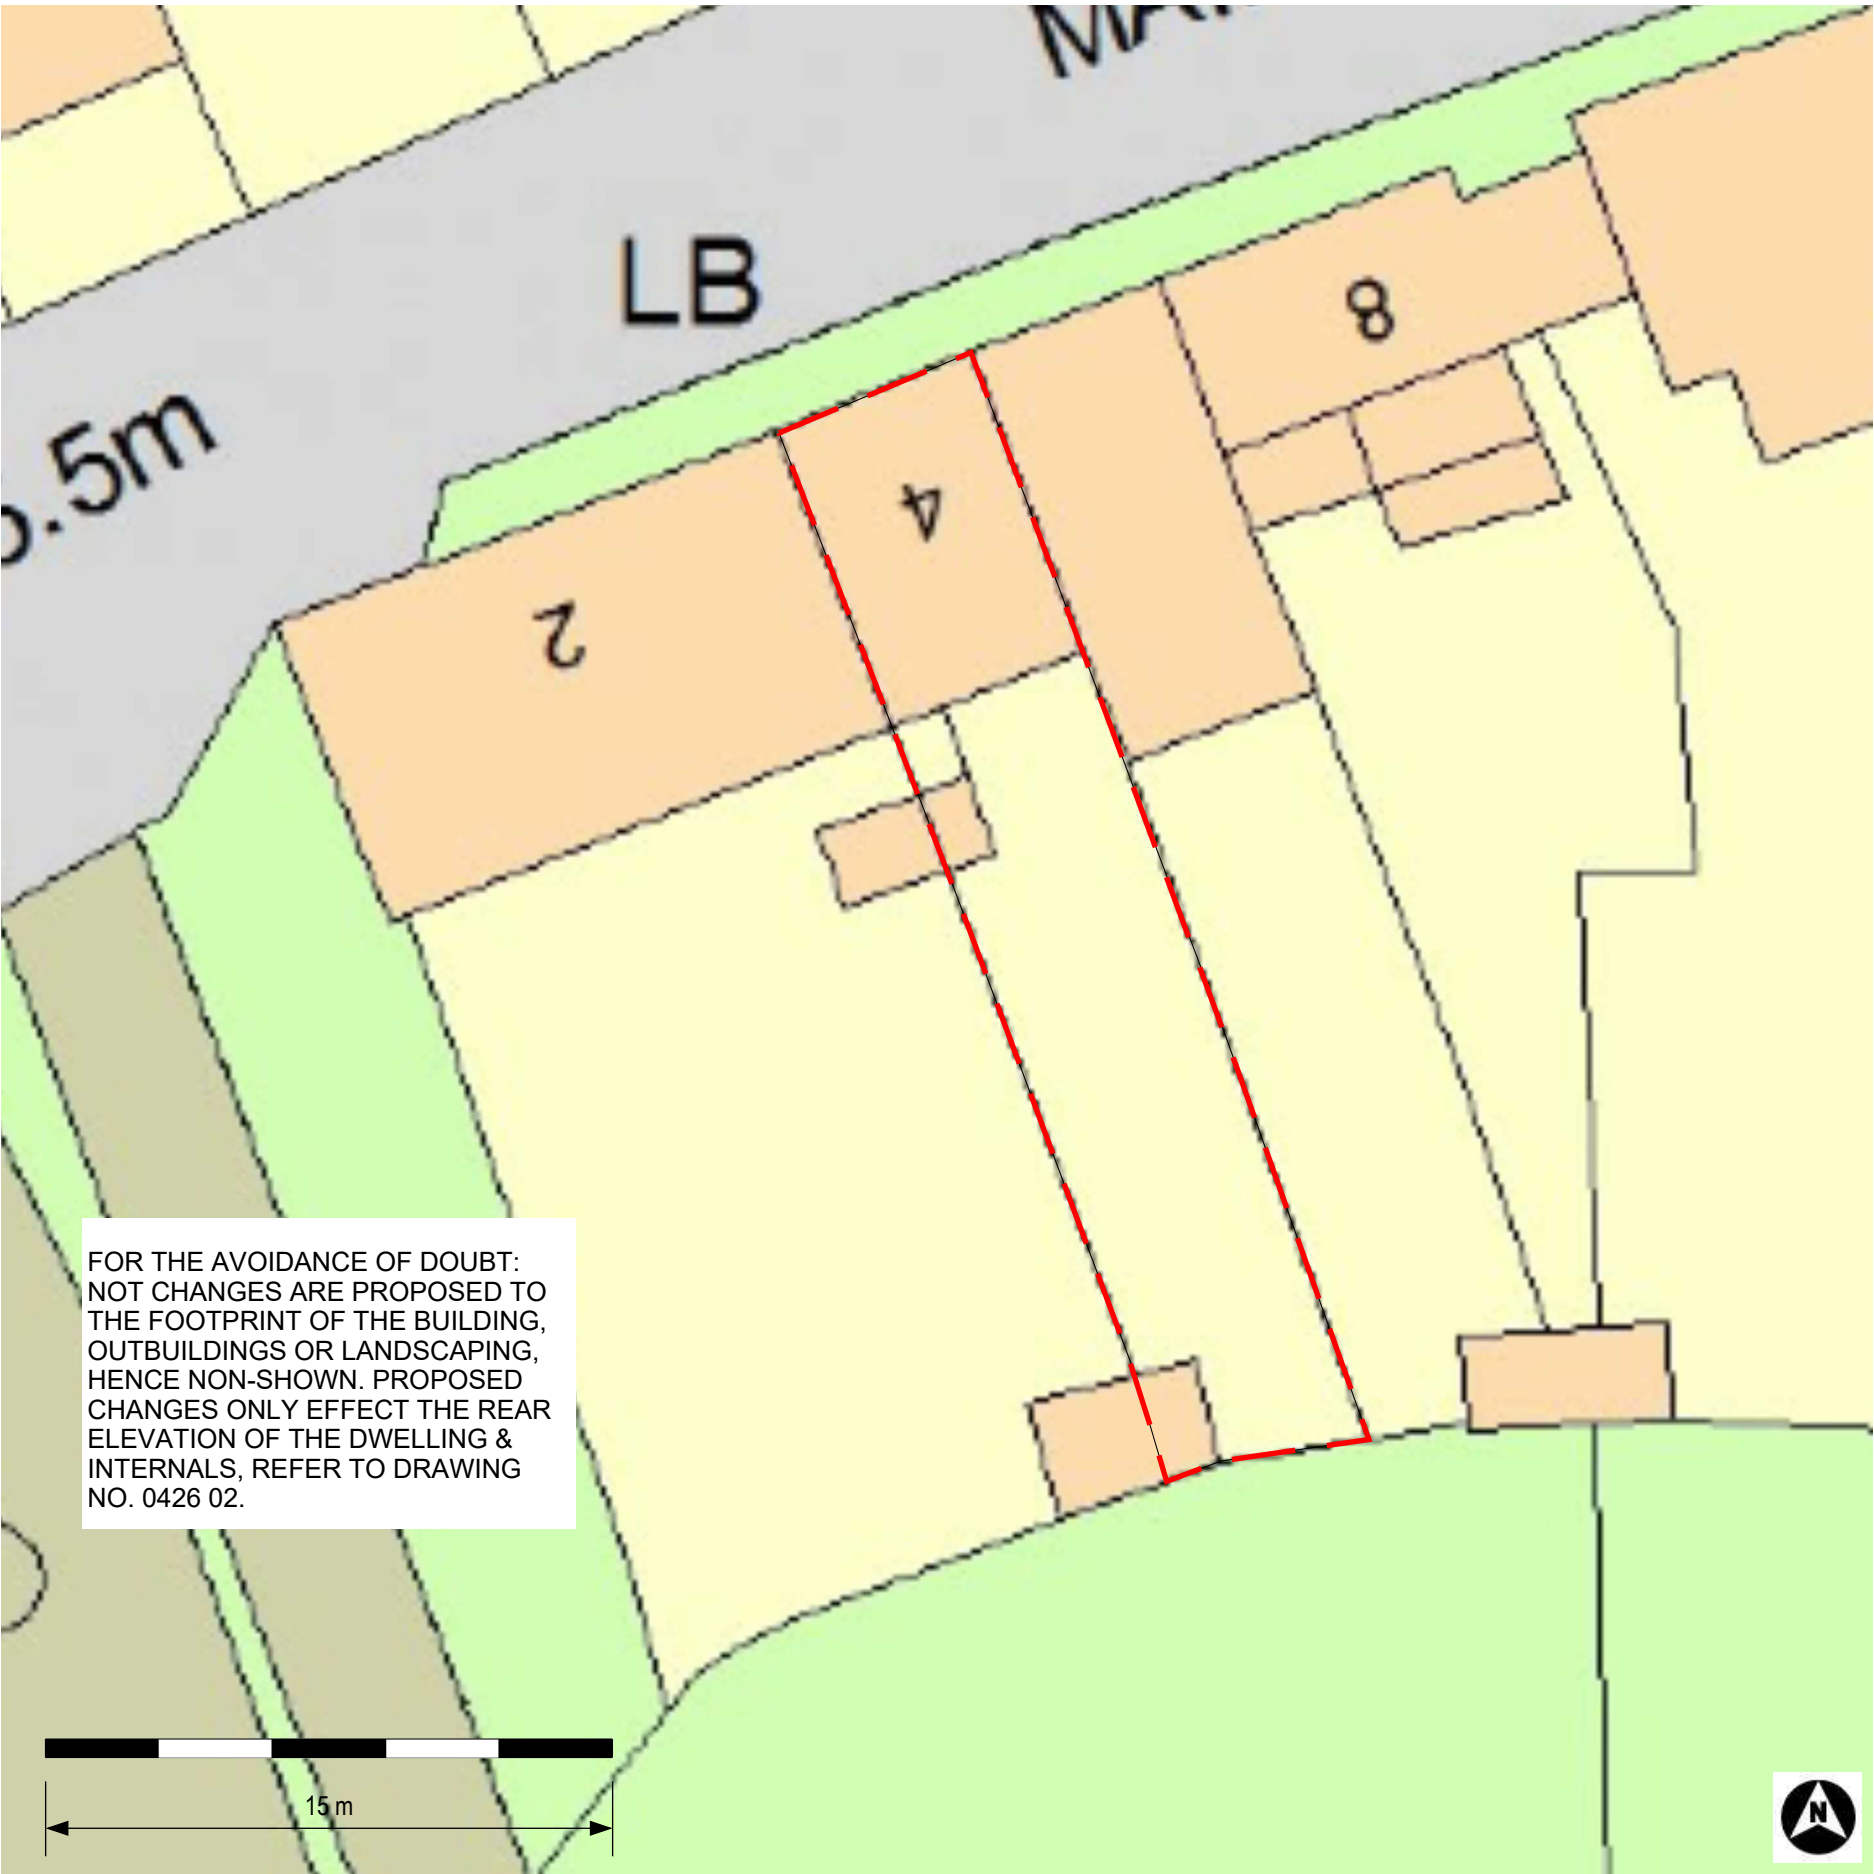 LB
.5m
8
4
2
FOR THE AVOIDANCE OF DOUBT:
NOT CHANGES ARE PROPOSED TO
THE FOOTPRINT OF THE BUILDING,
OUTBUILDINGS OR LANDSCAPING,
HENCE NON-SHOWN. PROPOSED
CHANGES ONLY EFFECT THE REAR
ELEVATION OF THE DWELLING &
INTERNALS, REFER TO DRAWING
NO. 0426 02.
15 m
N